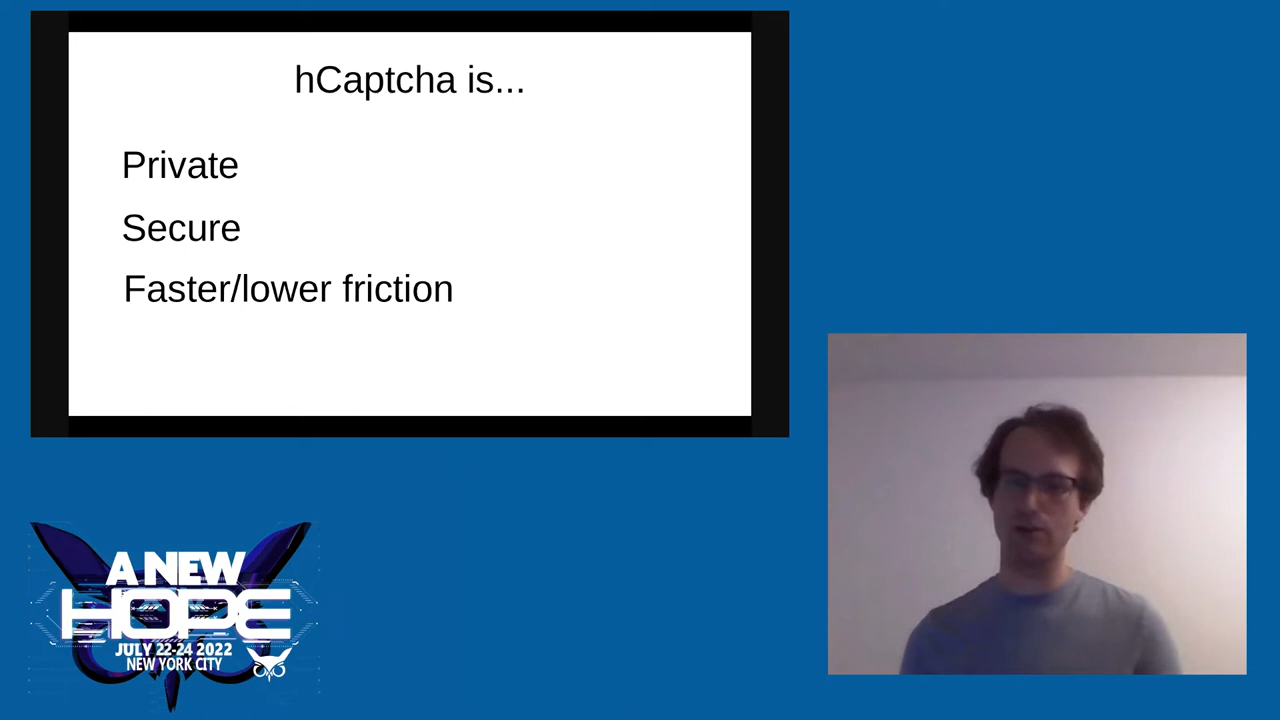 hCaptcha is...
Private
Secure
Faster/lower friction
A NEW
HOPE
JULY 22-24 2022
NEW YORK CITY